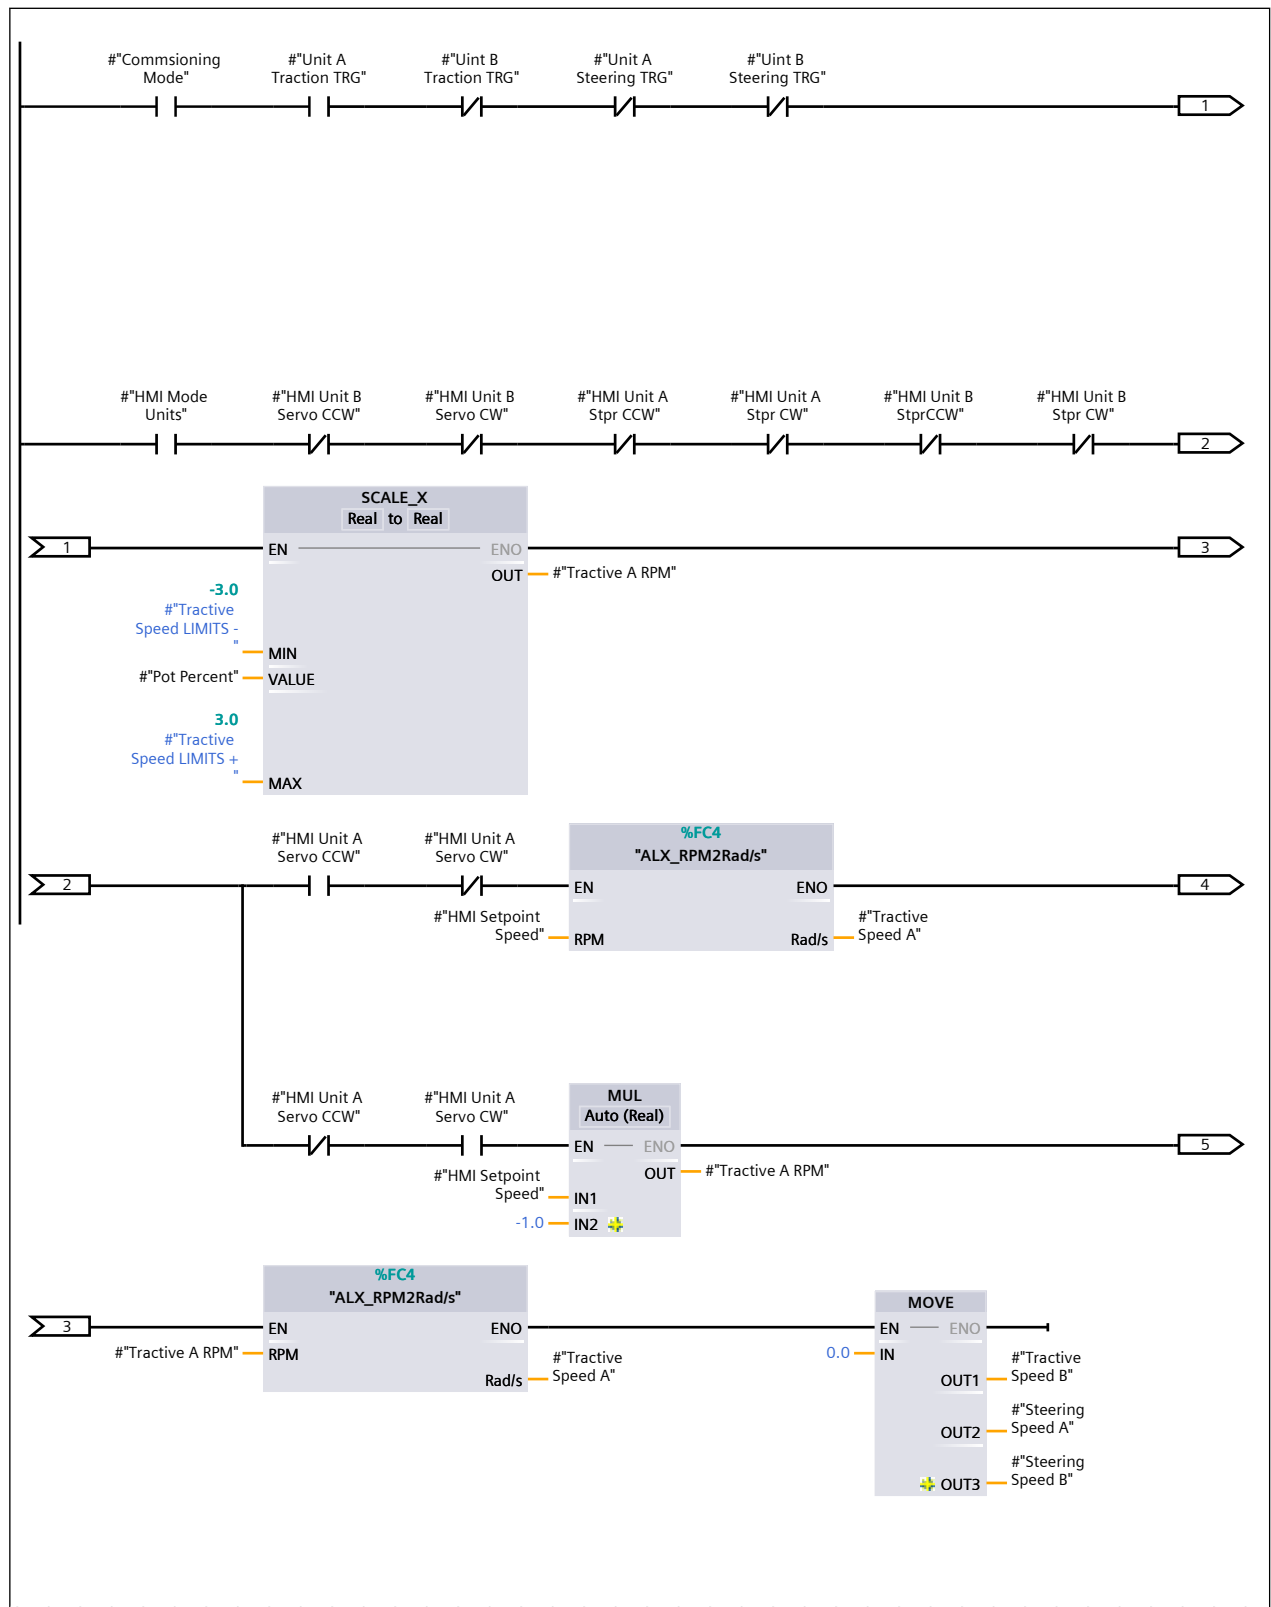 #"Commsioning Mode"
#"Unit A Traction TRG"
#"Uint B Traction TRG"
#"Unit A Steering TRG"
#"Uint B Steering TRG"
1
#"HMI Mode Units"
#"HMI Unit B Servo CCW"
#"HMI Unit B Servo CW"
#"HMI Unit A Stpr CCW"
#"HMI Unit A Stpr CW"
#"HMI Unit B StprCCW"
#"HMI Unit B Stpr CW"
2
SCALE_X
Real to Real
1
EN
ENO
3
OUT
#"Tractive A RPM"
-3.0
#"Tractive
Speed LIMITS -
"
MIN
#"Pot Percent"
VALUE
3.0
#"Tractive
Speed LIMITS +
"
MAX
#"HMI Unit A Servo CCW"
#"HMI Unit A Servo CW"
%FC4
"ALX_RPM2Rad/s"
2
EN
ENO
4
#"HMI Setpoint Speed"
RPM
Rad/s
#"Tractive Speed A"
#"HMI Unit A Servo CCW"
#"HMI Unit A Servo CW"
MUL
Auto (Real)
EN
ENO
5
OUT
#"Tractive A RPM"
#"HMI Setpoint Speed"
IN1
-1.0
IN2
%FC4
"ALX_RPM2Rad/s"
MOVE
3
EN
ENO
EN
ENO
#"Tractive A RPM"
RPM
0.0
IN
Rad/s
#"Tractive Speed A"
OUT1
#"Tractive Speed B"
OUT2
#"Steering Speed A"
OUT3
#"Steering Speed B"